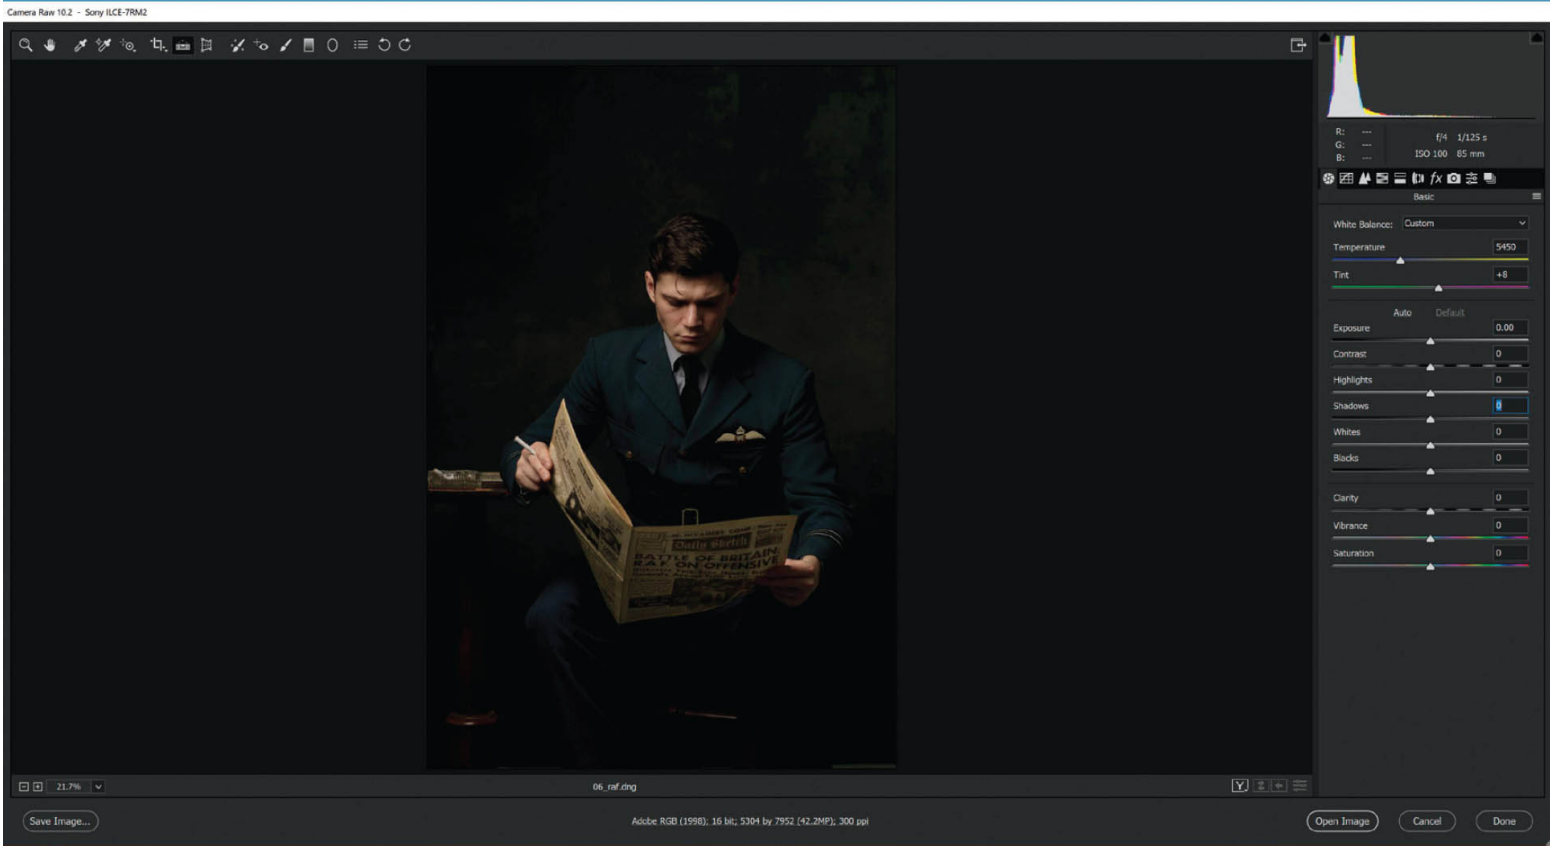 Camera Raw 10.2 - Sony ILCE-7RM2
R: ---
G: ---
B: ---
f/4 1/125 s
ISO 100 85 mm
fx
Basic
White Balance: Custom
Temperature 5450
Tint +8
Auto Default
Exposure 0.00
Contrast 0
Highlights 0
Shadows 0
Whites 0
Blacks 0
Clarity 0
Vibrance 0
Saturation 0
Daily Sketch
BATTLE OF BRITAIN:
RAF ON OFFENSIVE
21.7%
06_raf.dng
Y
Save Image...
Adobe RGB (1998); 16 bit; 5304 by 7952 (42.2MP); 300 ppi
Open Image
Cancel
Done